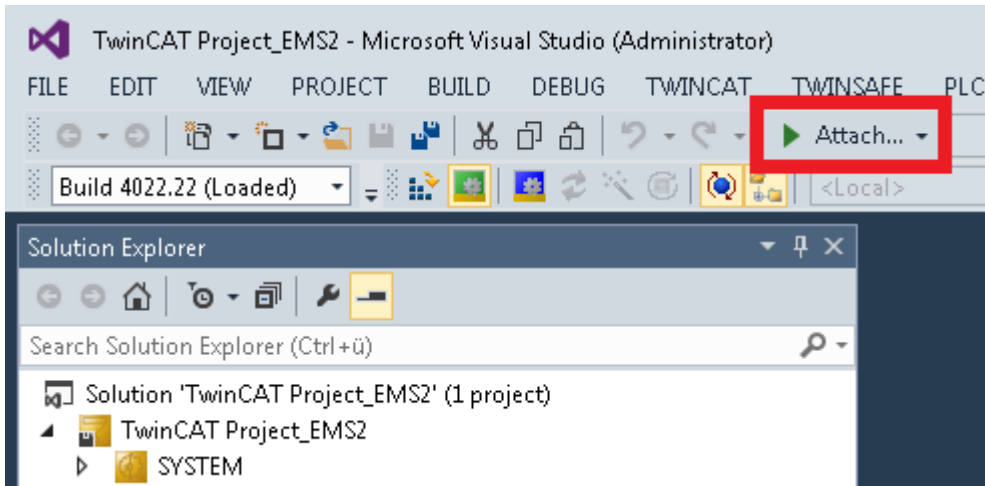 TwinCAT Project_EMS2 - Microsoft Visual Studio (Administrator)
FILE EDIT VIEW PROJECT BUILD DEBUG TWINCAT TWINSAFE PLC
Attach...
Build 4022.22 (Loaded) <Local>
Solution Explorer
Search Solution Explorer (Ctrl+ü)
Solution 'TwinCAT Project_EMS2' (1 project)
TwinCAT Project_EMS2
SYSTEM